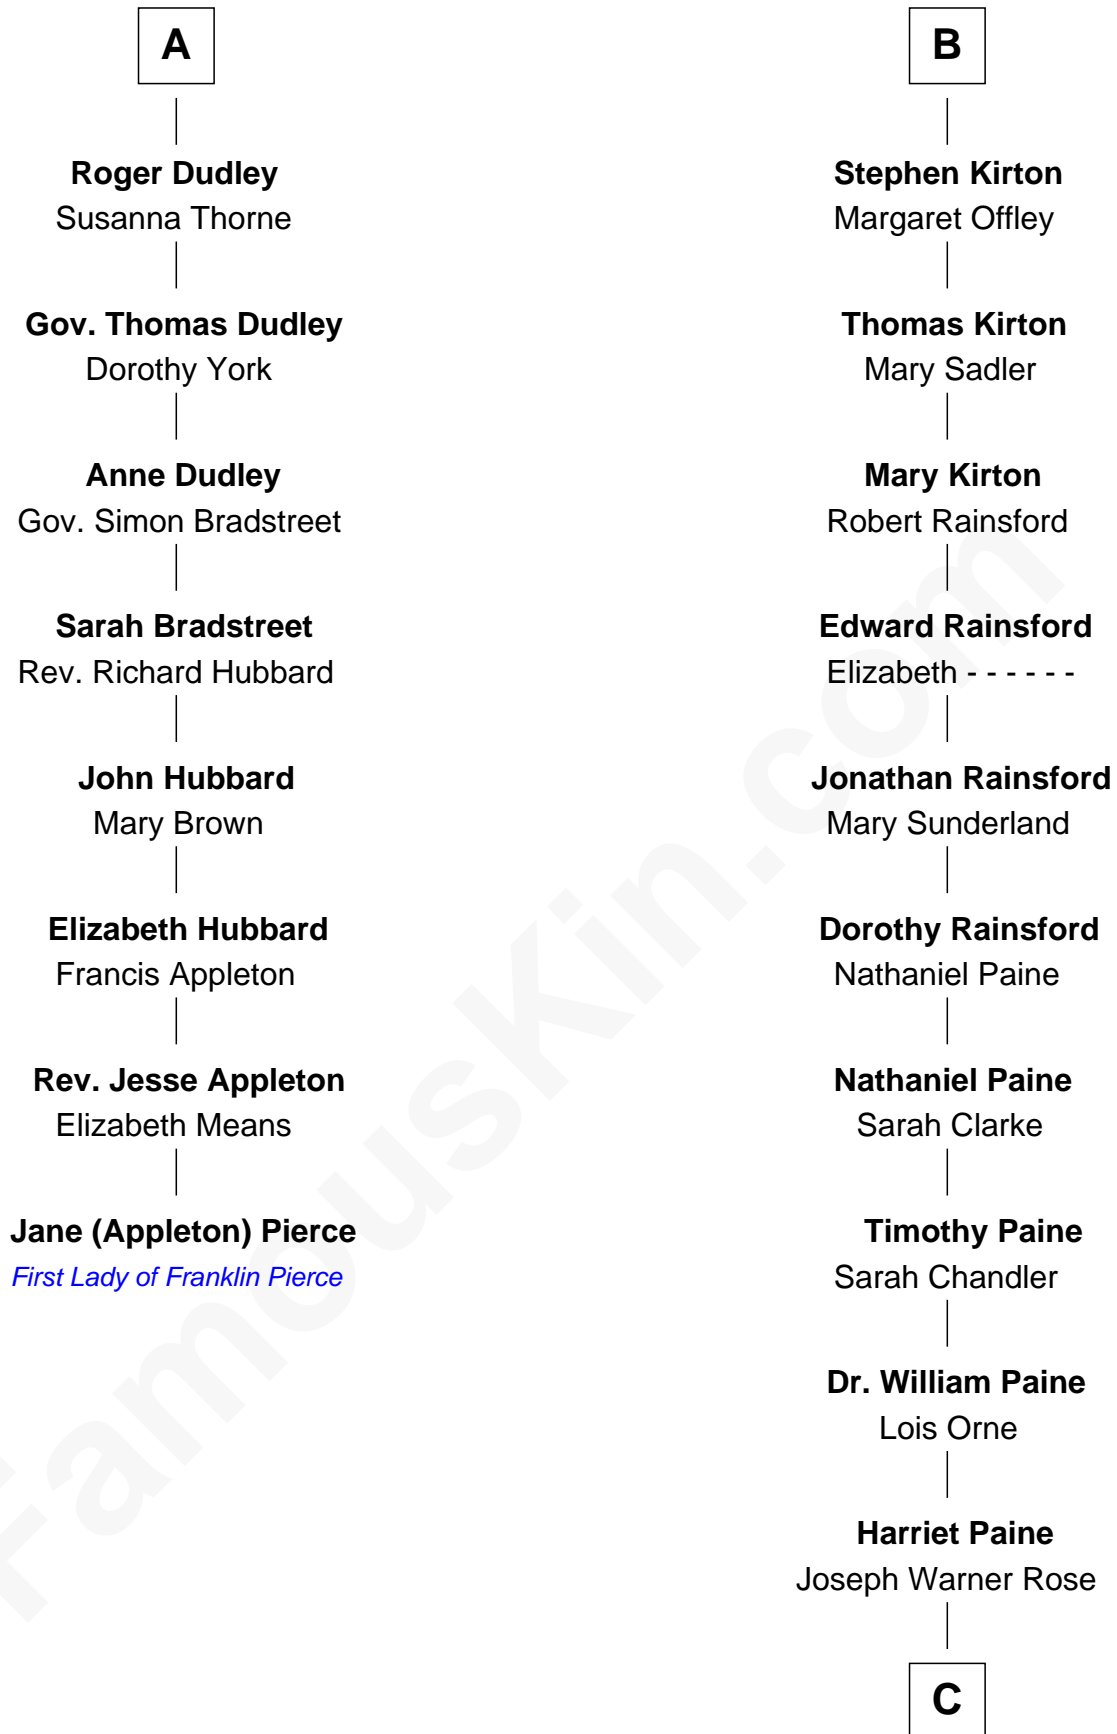 A
Roger Dudley
Susanna Thorne
Gov. Thomas Dudley
Dorothy York
Anne Dudley
Gov. Simon Bradstreet
Sarah Bradstreet
Rev. Richard Hubbard
John Hubbard
Mary Brown
Elizabeth Hubbard
Francis Appleton
Rev. Jesse Appleton
Elizabeth Means
Jane (Appleton) Pierce
First Lady of Franklin Pierce
B
Stephen Kirton
Margaret Offley
Thomas Kirton
Mary Sadler
Mary Kirton
Robert Rainsford
Edward Rainsford
Elizabeth - - - - - -
Jonathan Rainsford
Mary Sunderland
Dorothy Rainsford
Nathaniel Paine
Nathaniel Paine
Sarah Clarke
Timothy Paine
Sarah Chandler
Dr. William Paine
Lois Orne
Harriet Paine
Joseph Warner Rose
C
FamousKin.com